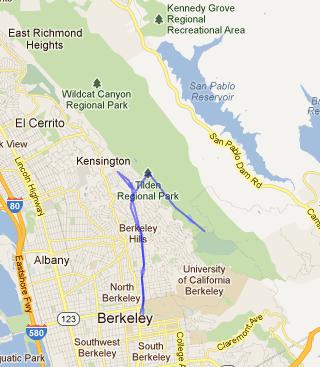 Kennedy Grove
Regional
Recreational Area
East Richmond
Heights
San Pablo
Reservoir
Wildcat Canyon
Regional Park
El Cerrito
San Pablo Dam Rd
k View
Lincoln Highway
Kensington
Tilden
Regional Park
80
Cam
Berkeley
Hills
Eastshore Fwy
Albany
University
of California
Berkeley
North
Berkeley
123
Berkeley
580
Claremont Ave
Southwest
Berkeley
South
Berkeley
College A
quatic Park